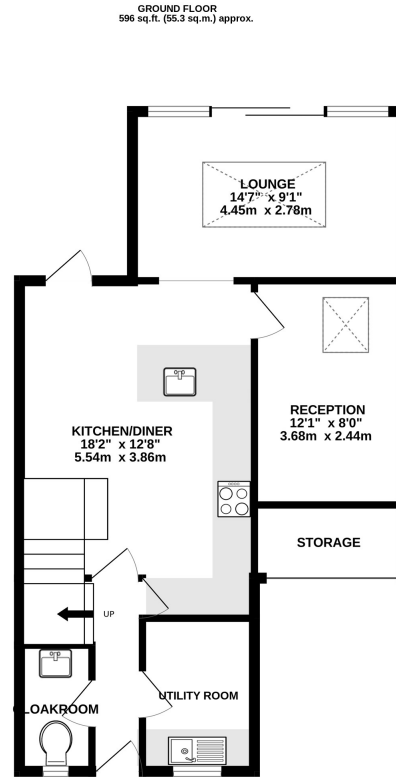 GROUND FLOOR
596 sq.ft. (55.3 sq.m.) approx.
LOUNGE
14'7" x 9'1"
4.45m x 2.78m
RECEPTION
12'1" x 8'0"
3.68m x 2.44m
KITCHEN/DINER
18'2" x 12'8"
5.54m x 3.86m
STORAGE
UP
UTILITY ROOM
CLOAKROOM